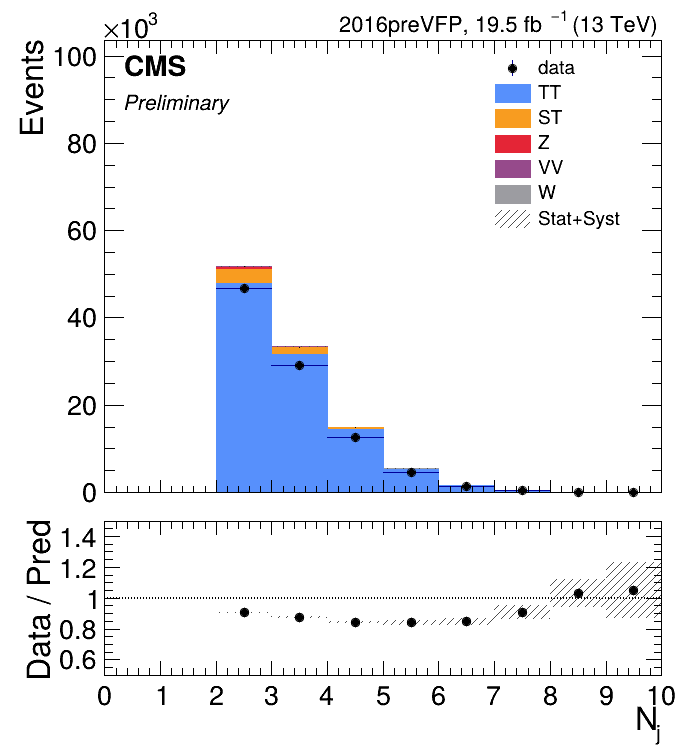 ×10³
2016preVFP, 19.5 fb ⁻¹ (13 TeV)
Events
CMS
Preliminary
data
TT
ST
Z
VV
W
Stat+Syst
100
80
60
40
20
0
Data / Pred
1.4
1.2
1
0.8
0.6
0 1 2 3 4 5 6 7 8 9 10
N_j